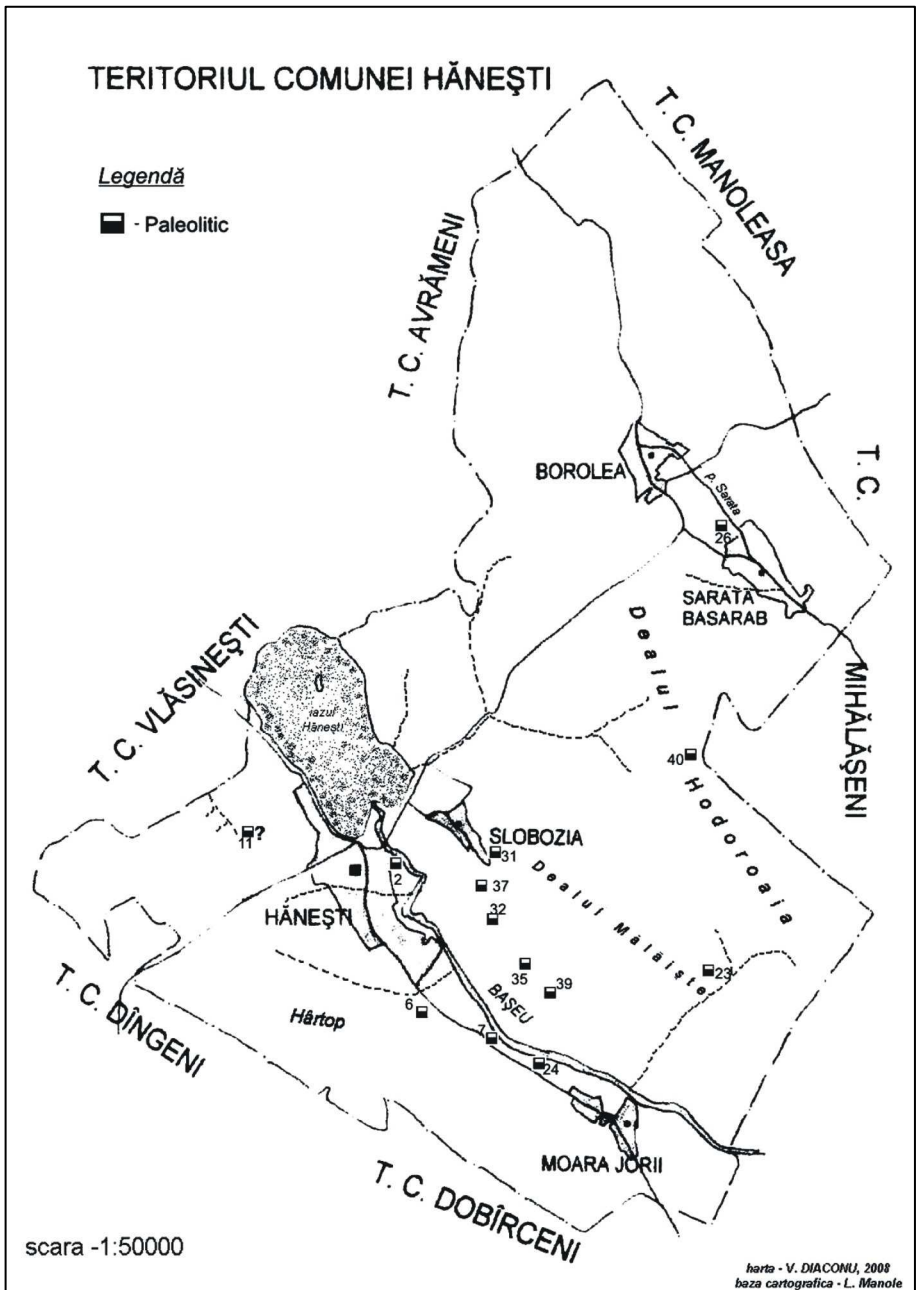 TERITORIUL COMUNEI HĂNEŞTI
Legendă
- Paleolitic
T. C. MANOLEASA
T. C. AVRĂMENI
T. C.
MIHĂLĂŞENI
BOROLEA
p. Sarata
26
SARATA
BASARAB
Dealul
Hodoroaia
T. C. VLĂSINEŞTI
iazul
Hăneşti
40
11 ?
SLOBOZIA
31
2
37
HĂNEŞTI
32
Dealul Mălăişte
35
39
23
BAŞEU
6
Hârtop
7
24
T. C. DÎNGENI
MOARA JORII
T. C. DOBÎRCENI
scara -1:50000
harta - V. DIACONU, 2008
baza cartografica - L. Manole